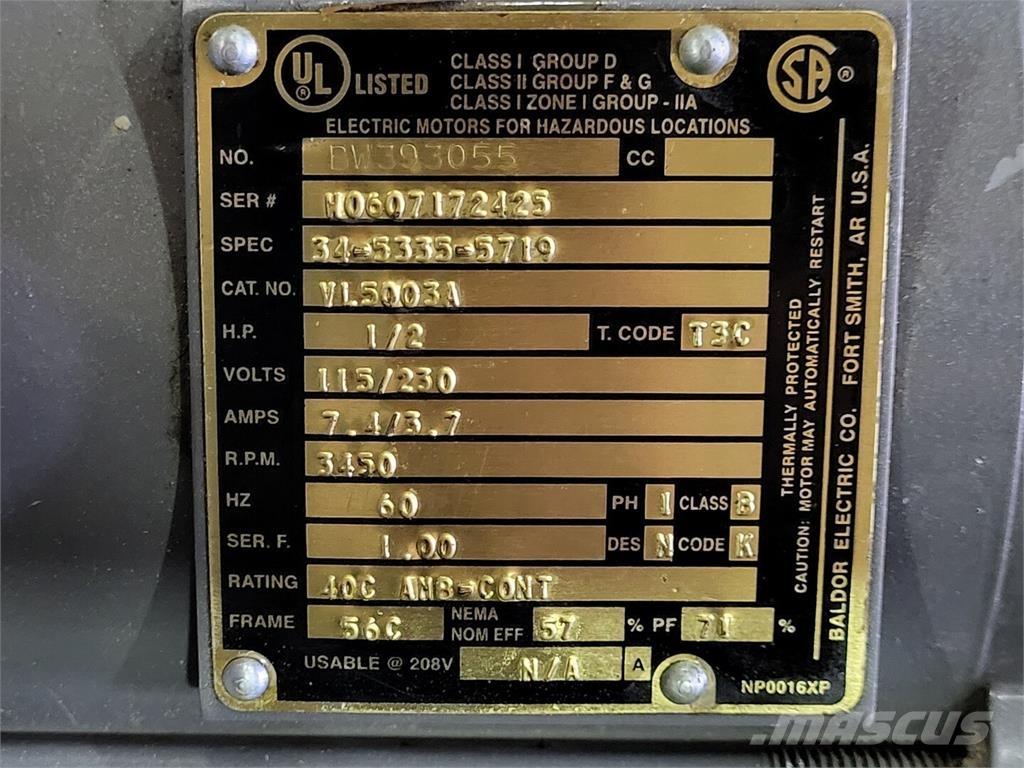 UL ® LISTED
CLASS I GROUP D
CLASS II GROUP F & G
CLASS I ZONE I GROUP - IIA
SA ®
ELECTRIC MOTORS FOR HAZARDOUS LOCATIONS
NO. BW393055 CC
SER # M0607172425
SPEC 34-5335-5719
CAT. NO. VL5003A
H.P. 1/2 T. CODE T3C
VOLTS 115/230
AMPS 7.4/3.7
R.P.M. 3450
HZ 60 PH 1 CLASS B
SER. F. 1.00 DES N CODE K
RATING 40C AMB-CONT
FRAME 56C NEMA NOM EFF 57 % PF 71 %
USABLE @ 208V N/A A
NP0016XP
THERMALLY PROTECTED
CAUTION: MOTOR MAY AUTOMATICALLY RESTART
BALDOR ELECTRIC CO. FORT SMITH, AR U.S.A.
MASCUS